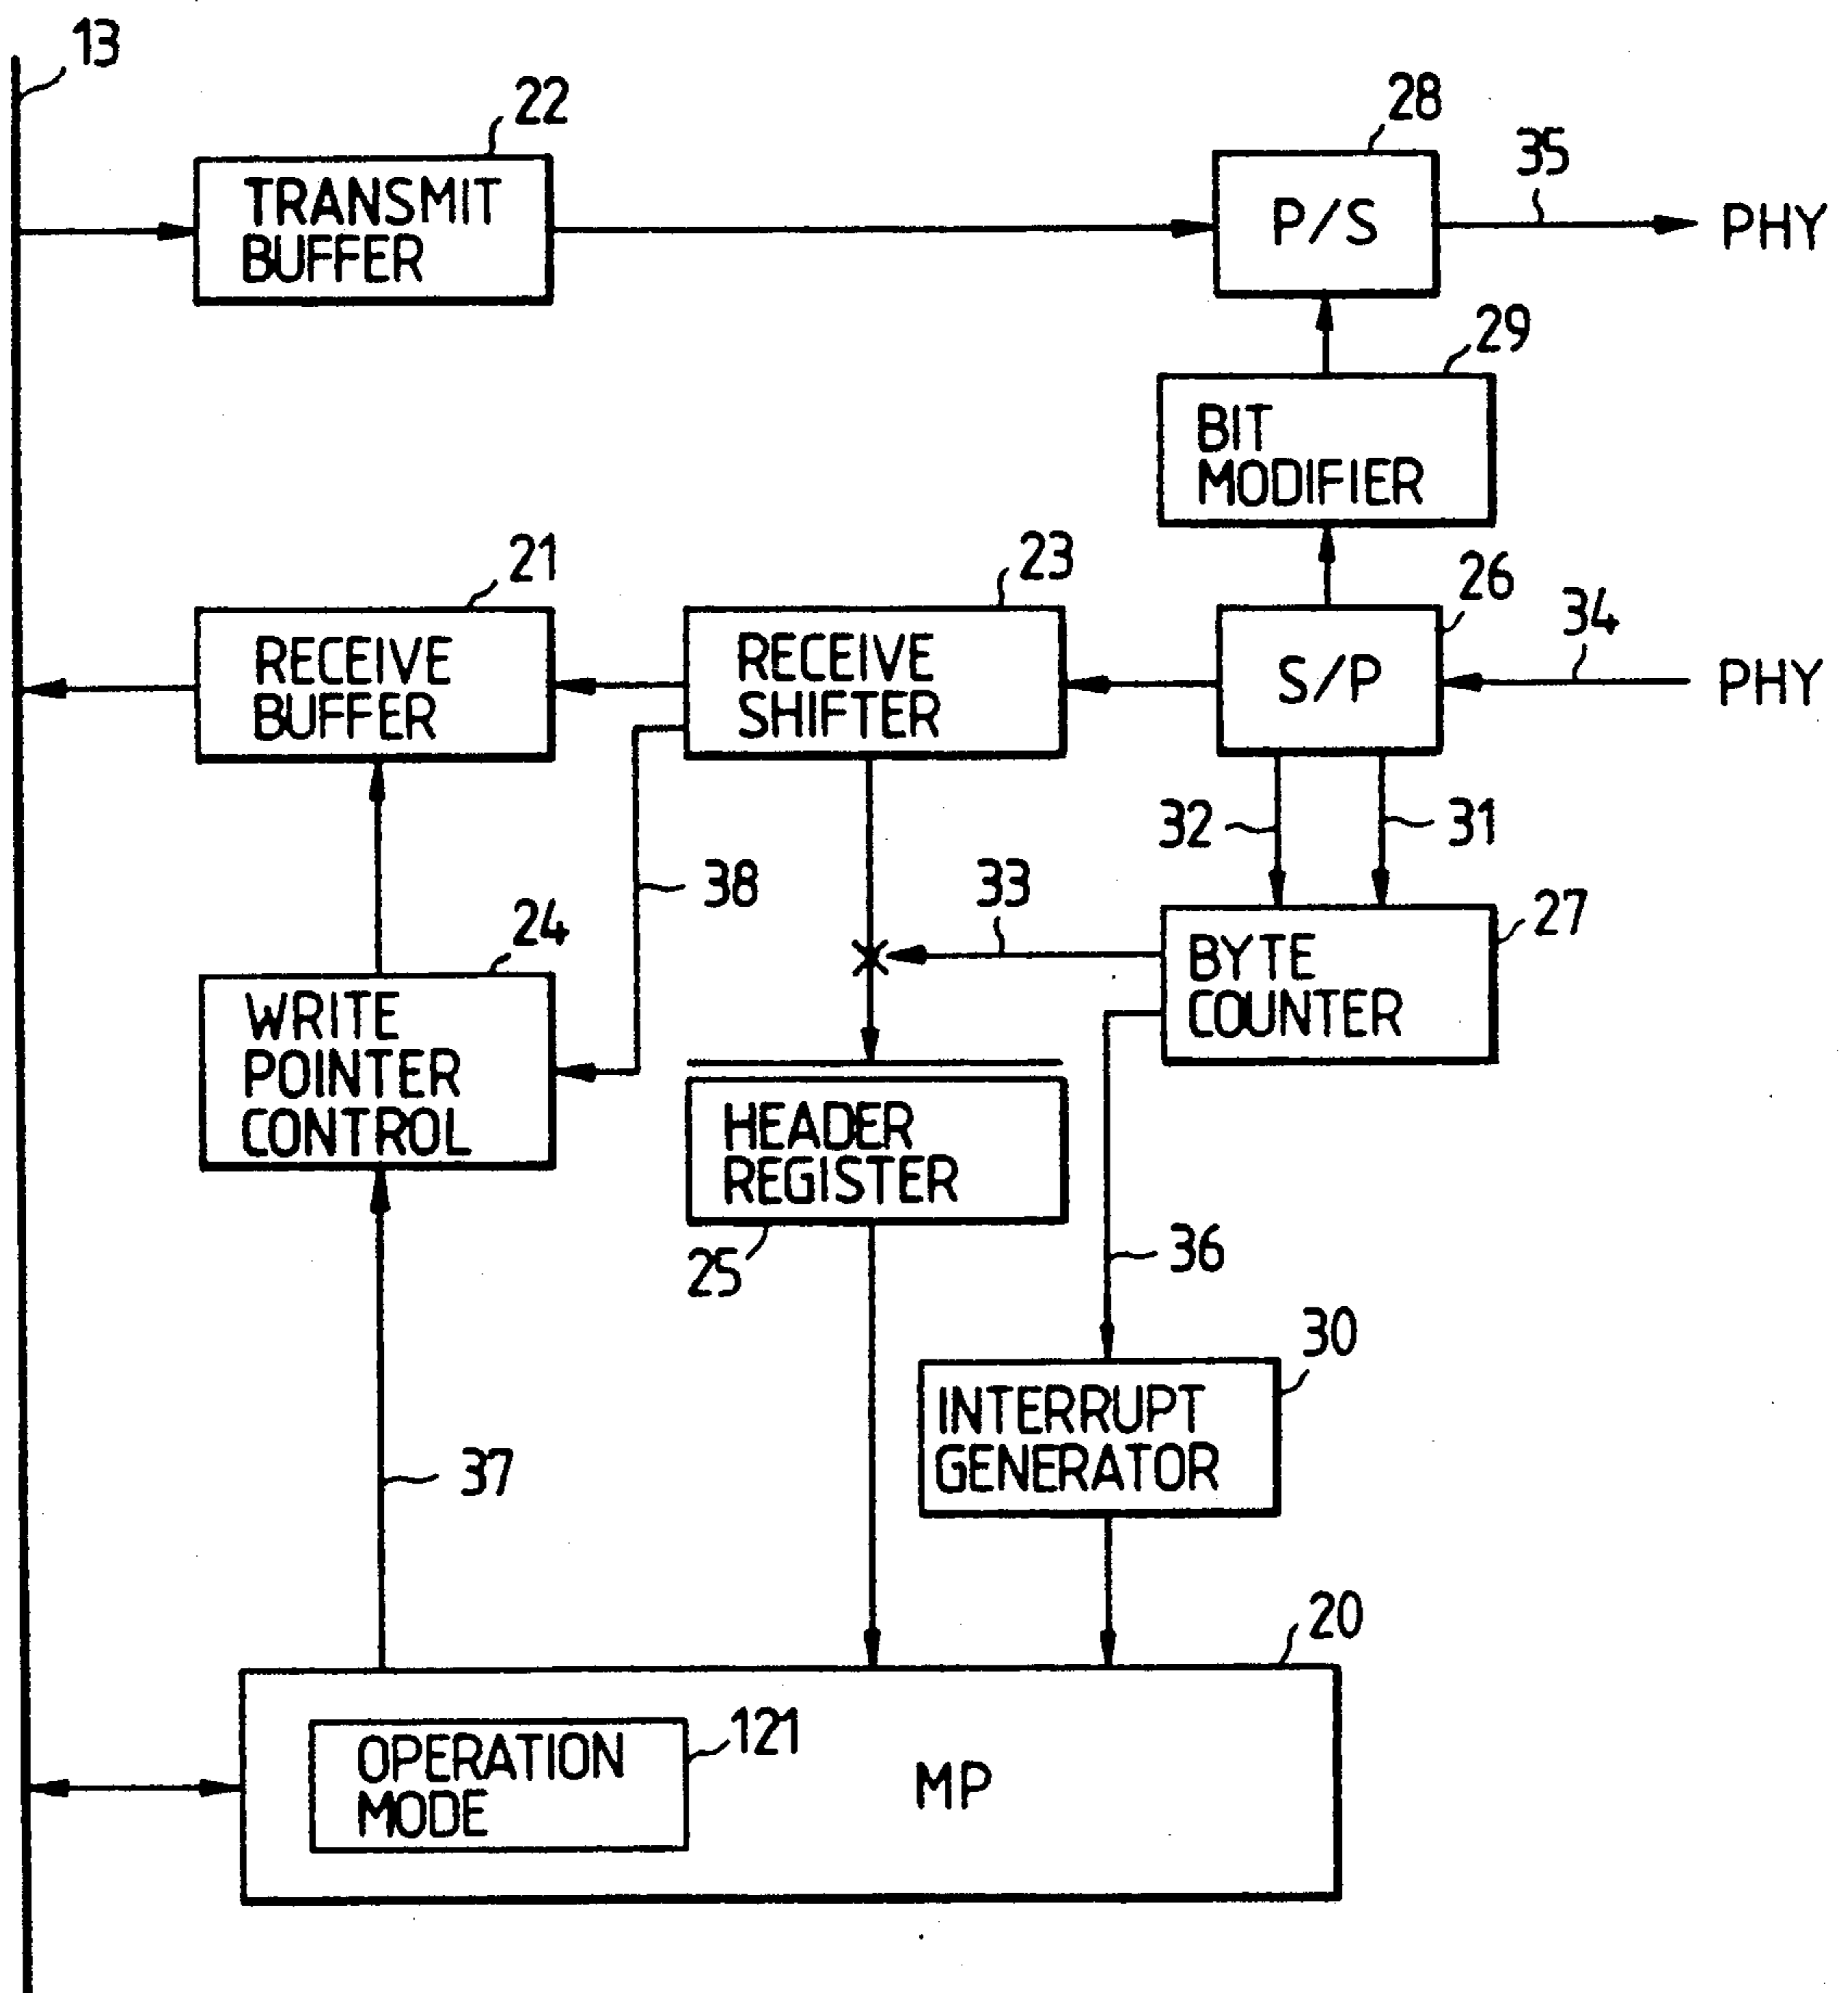 13
22
TRANSMIT
BUFFER
28
P/S
35
PHY
29
BIT
MODIFIER
21
RECEIVE
BUFFER
23
RECEIVE
SHIFTER
26
S/P
34
PHY
32
31
38
33
24
WRITE
POINTER
CONTROL
27
BYTE
COUNTER
HEADER
REGISTER
25
36
30
INTERRUPT
GENERATOR
37
20
121
OPERATION
MODE
MP